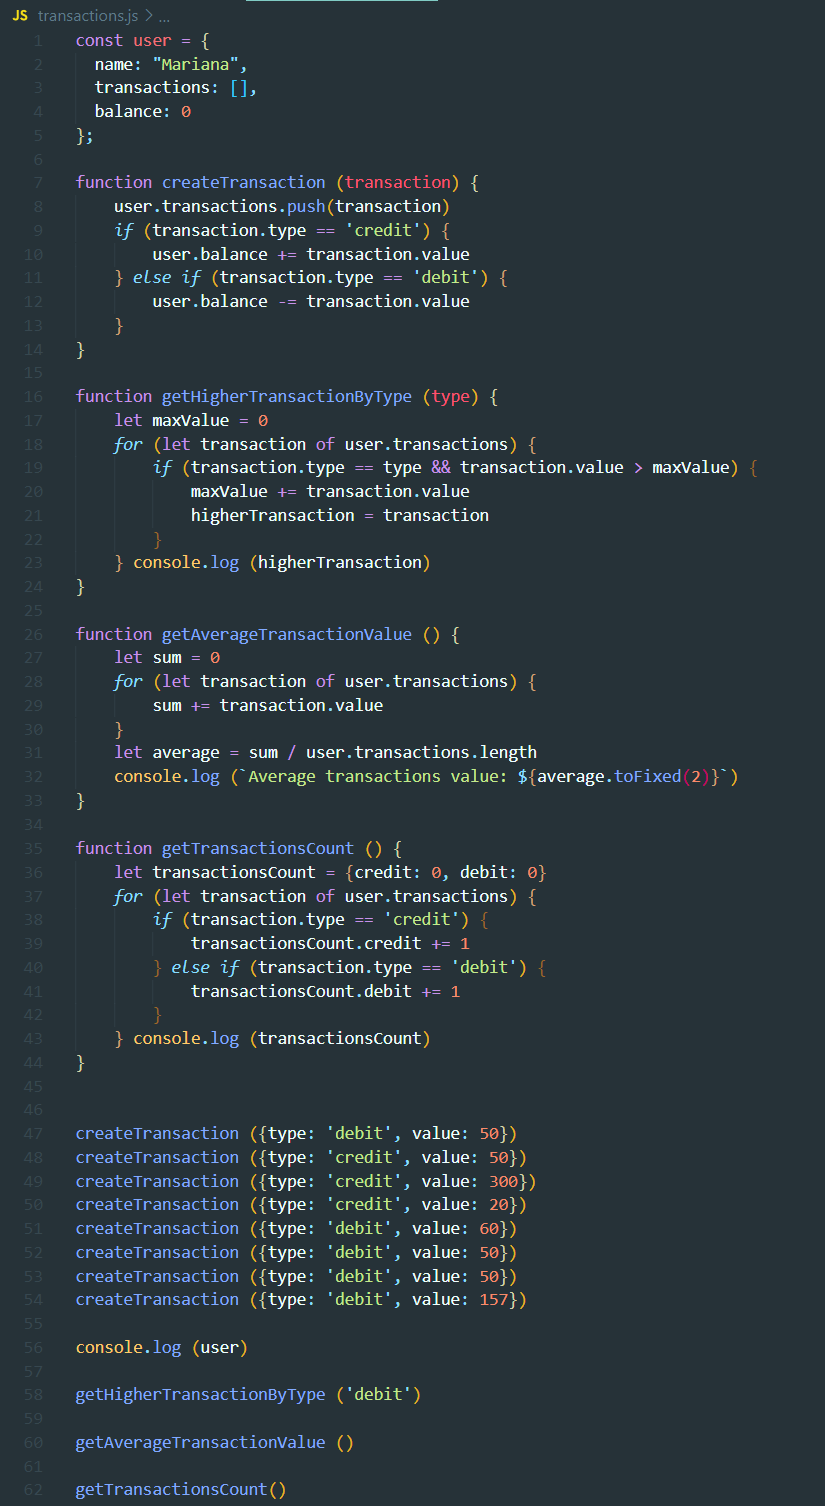 JS transactions.js > ...
1 const user = {
2   name: "Mariana",
3   transactions: [],
4   balance: 0
5 };
6
7 function createTransaction (transaction) {
8     user.transactions.push(transaction)
9     if (transaction.type == 'credit') {
10         user.balance += transaction.value
11     } else if (transaction.type == 'debit') {
12         user.balance -= transaction.value
13     }
14 }
15
16 function getHigherTransactionByType (type) {
17     let maxValue = 0
18     for (let transaction of user.transactions) {
19         if (transaction.type == type && transaction.value > maxValue) {
20             maxValue += transaction.value
21             higherTransaction = transaction
22         }
23     } console.log (higherTransaction)
24 }
25
26 function getAverageTransactionValue () {
27     let sum = 0
28     for (let transaction of user.transactions) {
29         sum += transaction.value
30     }
31     let average = sum / user.transactions.length
32     console.log (`Average transactions value: ${average.toFixed(2)}`)
33 }
34
35 function getTransactionsCount () {
36     let transactionsCount = {credit: 0, debit: 0}
37     for (let transaction of user.transactions) {
38         if (transaction.type == 'credit') {
39             transactionsCount.credit += 1
40         } else if (transaction.type == 'debit') {
41             transactionsCount.debit += 1
42         }
43     } console.log (transactionsCount)
44 }
45
46
47 createTransaction ({type: 'debit', value: 50})
48 createTransaction ({type: 'credit', value: 50})
49 createTransaction ({type: 'credit', value: 300})
50 createTransaction ({type: 'credit', value: 20})
51 createTransaction ({type: 'debit', value: 60})
52 createTransaction ({type: 'debit', value: 50})
53 createTransaction ({type: 'debit', value: 50})
54 createTransaction ({type: 'debit', value: 157})
55
56 console.log (user)
57
58 getHigherTransactionByType ('debit')
59
60 getAverageTransactionValue ()
61
62 getTransactionsCount()